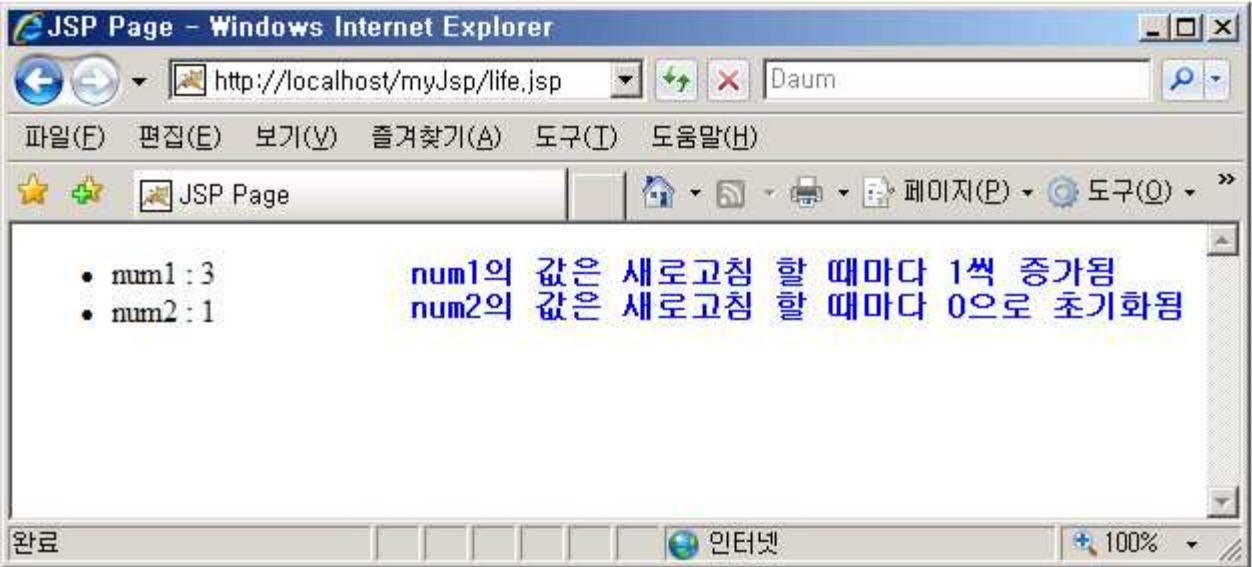 JSP Page - Windows Internet Explorer
http://localhost/myJsp/life.jsp
Daum
파일(F) 편집(E) 보기(V) 즐겨찾기(A) 도구(T) 도움말(H)
JSP Page
페이지(P)
도구(O)
»
• num1 : 3
num1의 값은 새로고침 할 때마다 1씩 증가됨
• num2 : 1
num2의 값은 새로고침 할 때마다 0으로 초기화됨
완료
인터넷
100%